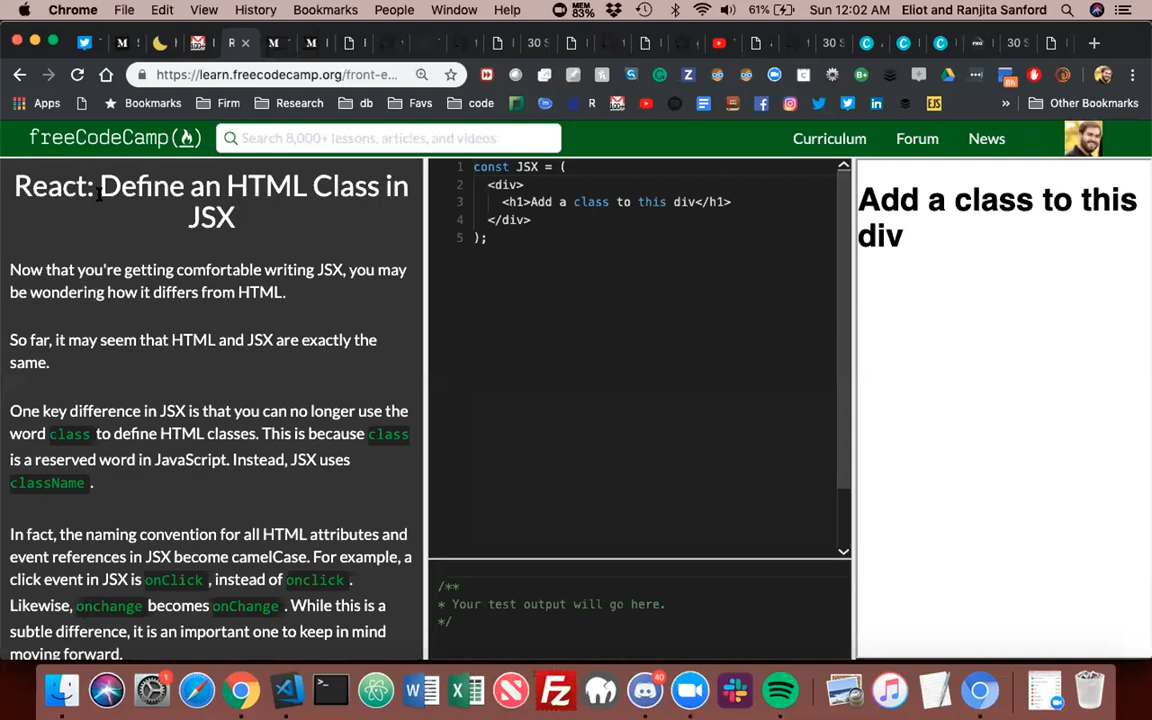 Chrome File Edit View History Bookmarks People Window Help MEM 83% 61% Sun 12:02 AM Eliot and Ranjita Sanford
https://learn.freecodecamp.org/front-e...
Apps Bookmarks Firm Research db Favs code R EJS » Other Bookmarks
freeCodeCamp Search 8,000+ lessons, articles, and videos Curriculum Forum News
React: Define an HTML Class in
JSX
Now that you're getting comfortable writing JSX, you may
be wondering how it differs from HTML.
So far, it may seem that HTML and JSX are exactly the
same.
One key difference in JSX is that you can no longer use the
word class to define HTML classes. This is because class
is a reserved word in JavaScript. Instead, JSX uses
className .
In fact, the naming convention for all HTML attributes and
event references in JSX become camelCase. For example, a
click event in JSX is onClick , instead of onclick .
Likewise, onchange becomes onChange . While this is a
subtle difference, it is an important one to keep in mind
moving forward.
1 const JSX = (
2 <div>
3 <h1>Add a class to this div</h1>
4 </div>
5 );
/**
* Your test output will go here.
*/
Add a class to this
div